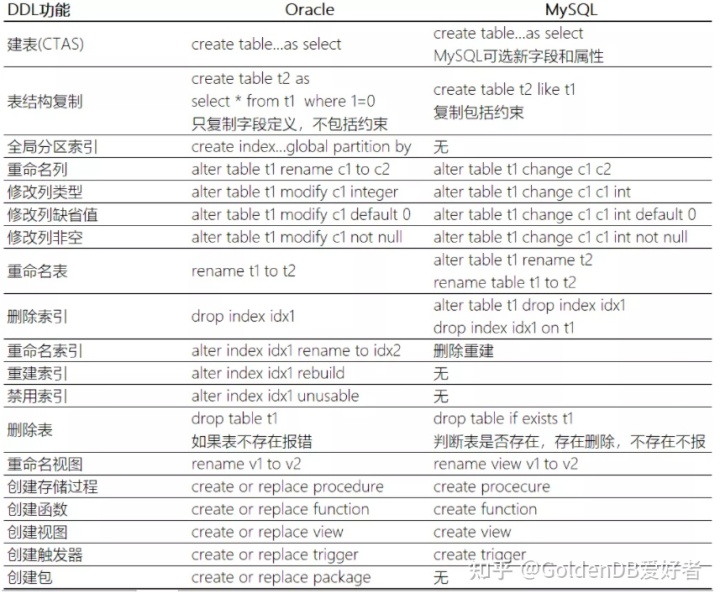 DDL功能 Oracle MySQL
建表(CTAS) create table...as select create table...as select
MySQL可选新字段和属性
表结构复制 create table t2 as
select * from t1 where 1=0
只复制字段定义，不包括约束
create table t2 like t1
复制包括约束
全局分区索引 create index...global partition by 无
重命名列 alter table t1 rename c1 to c2 alter table t1 change c1 c2
修改列类型 alter table t1 modify c1 integer alter table t1 change c1 c1 int
修改列缺省值 alter table t1 modify c1 default 0 alter table t1 change c1 c1 int default 0
修改列非空 alter table t1 modify c1 not null alter table t1 change c1 c1 int not null
重命名表 rename t1 to t2 alter table t1 rename t2
rename table t1 to t2
删除索引 drop index idx1 alter table t1 drop index idx1
drop index idx1 on t1
重命名索引 alter index idx1 rename to idx2 删除重建
重建索引 alter index idx1 rebuild 无
禁用索引 alter index idx1 unusable 无
删除表 drop table t1
如果表不存在报错
drop table if exists t1
判断表是否存在，存在删除，不存在不报
重命名视图 rename v1 to v2 rename view v1 to v2
创建存储过程 create or replace procedure create procecure
创建函数 create or replace function create function
创建视图 create or replace view create view
创建触发器 create or replace trigger create trigger
创建包 create or replace package 无
知乎 @GoldenDB爱好者